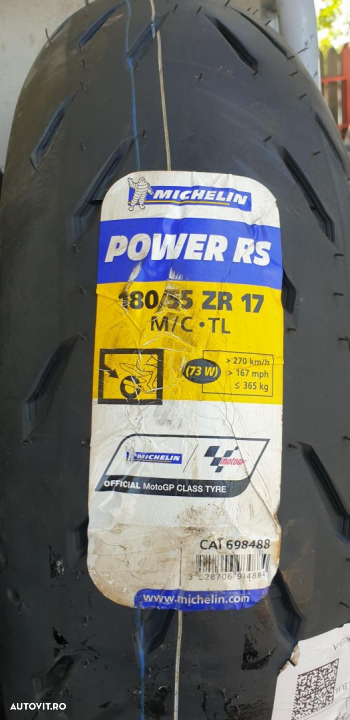 MICHELIN
POWER RS
180/55 ZR 17
M/C • TL
(73 W)
> 270 km/h
> 167 mph
≤ 365 kg
MICHELIN
MotoGP
OFFICIAL MotoGP CLASS TYRE
CAI 698488
www.michelin.com
AUTOVIT.RO